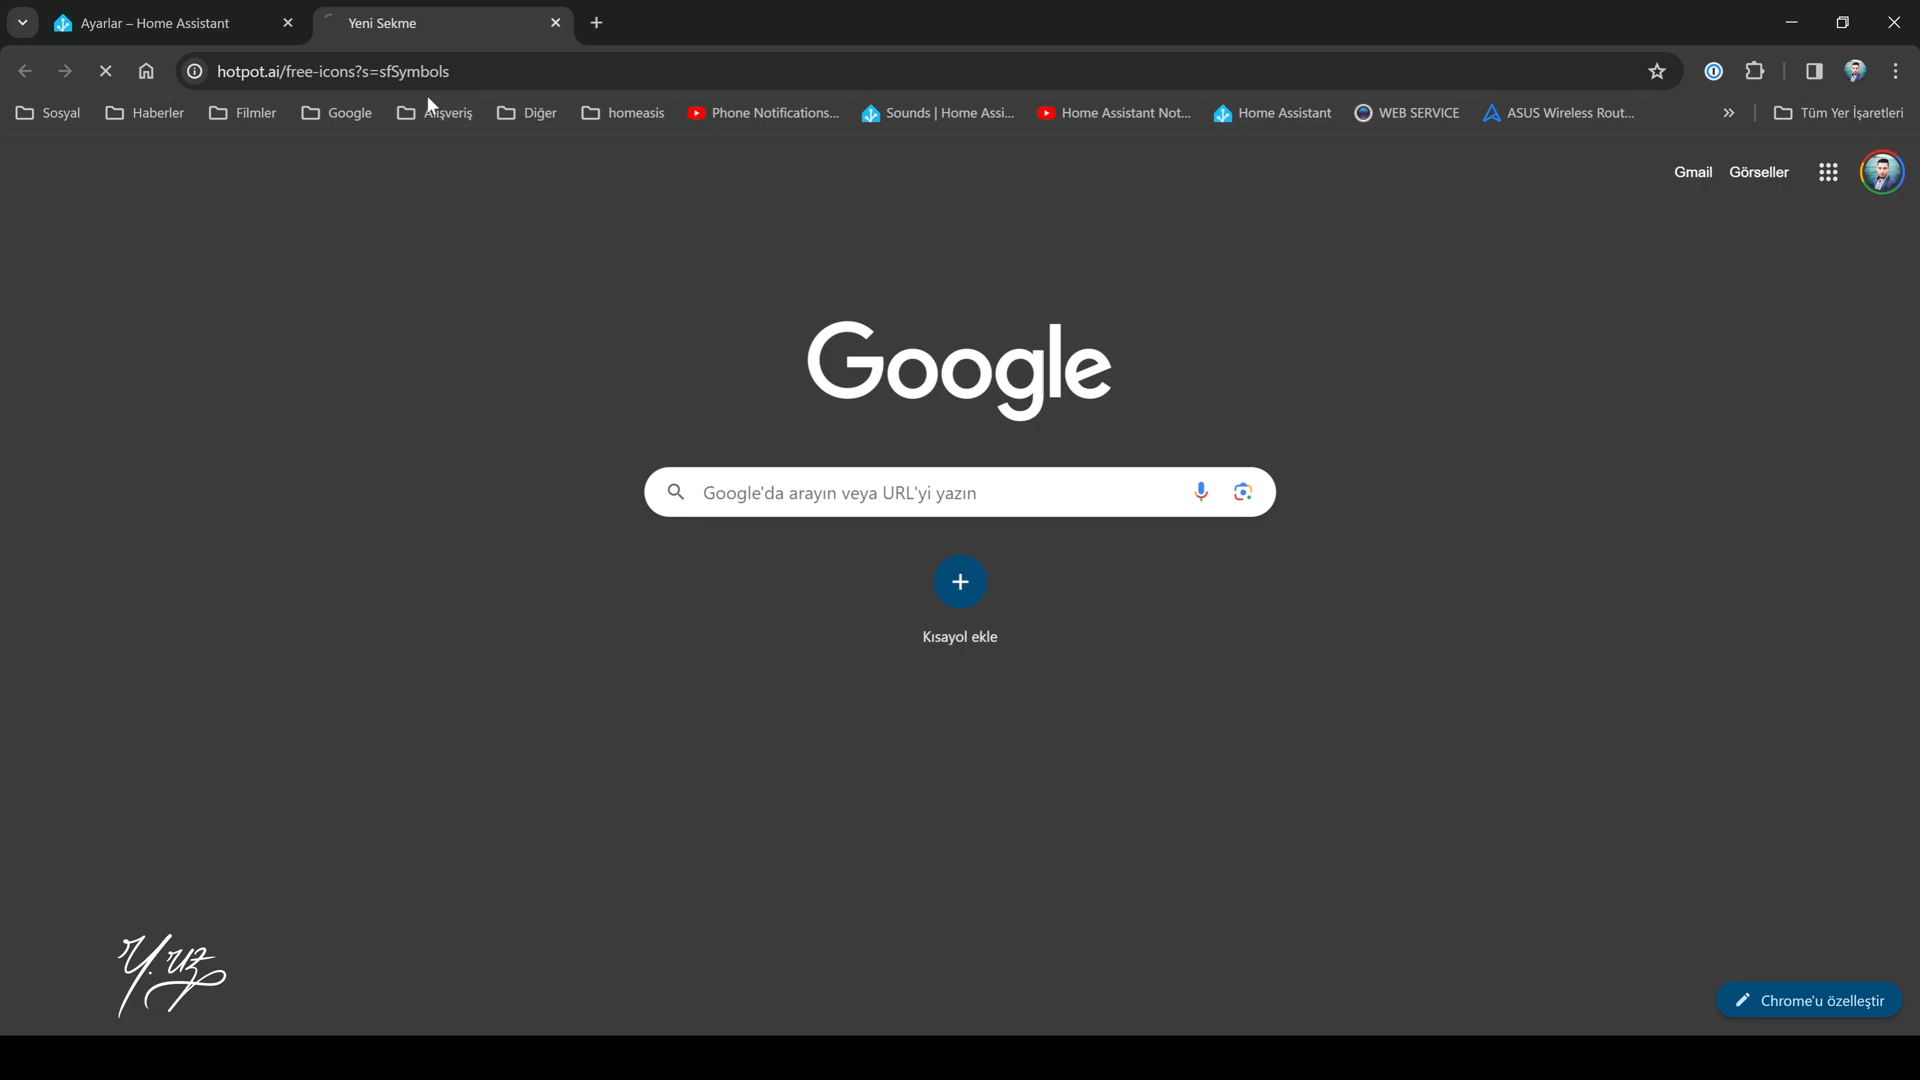 Ayarlar – Home Assistant
Yeni Sekme
hotpot.ai/free-icons?s=sfSymbols
Sosyal
Haberler
Filmler
Google
Alışveriş
Diğer
homeasis
Phone Notifications...
Sounds | Home Assi...
Home Assistant Not...
Home Assistant
WEB SERVICE
ASUS Wireless Rout...
Tüm Yer İşaretleri
Gmail
Görseller
Google
Google'da arayın veya URL'yi yazın
Kısayol ekle
Y.uz
Chrome'u özelleştir